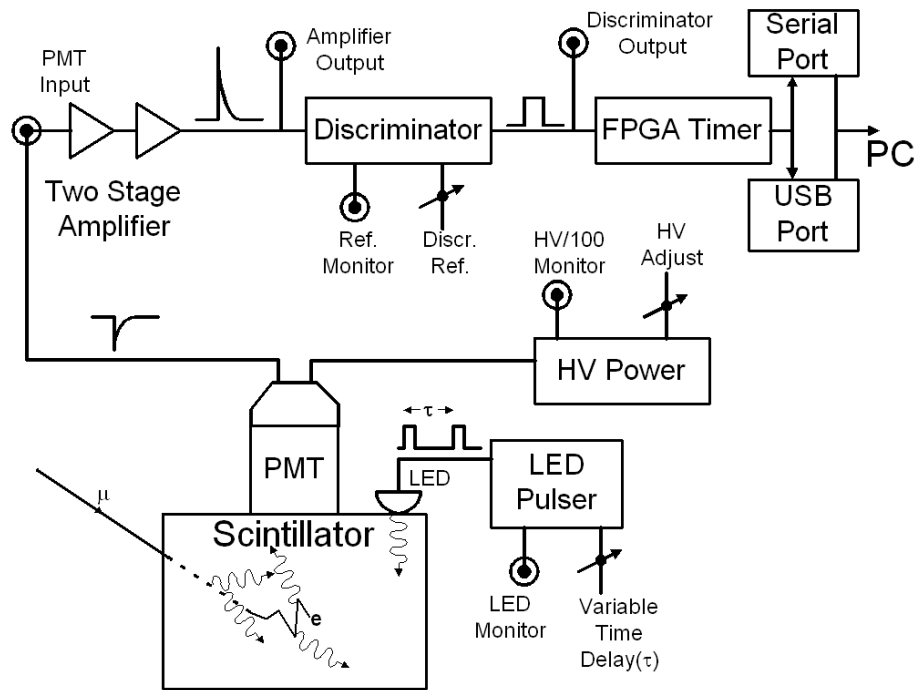 PMT
Input
Amplifier
Output
Discriminator
Output
Serial
Port
Discriminator
FPGA Timer
PC
Two Stage
Amplifier
Ref.
Monitor
Discr.
Ref.
USB
Port
HV/100
Monitor
HV
Adjust
HV Power
τ
PMT
LED
LED
Pulser
μ
Scintillator
e
LED
Monitor
Variable
Time
Delay(τ)